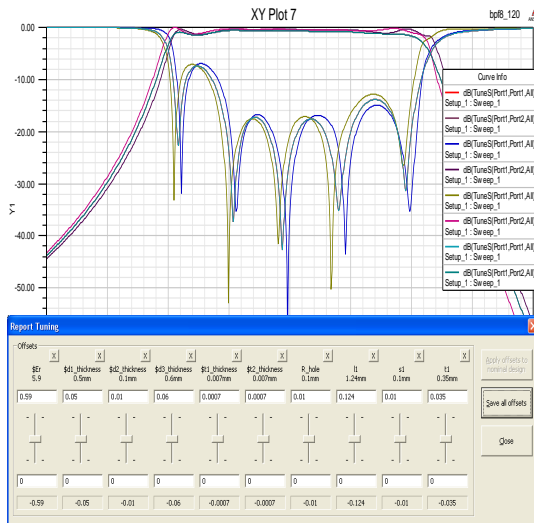 XY Plot 7
bpf8_120
0.00
-10.00
-20.00
-30.00
-40.00
-50.00
Y1
Curve Info
dB(TuneS(Port1,Port1,All)
Setup_1 : Sweep_1
dB(TuneS(Port1,Port2,All)
Setup_1 : Sweep_1
dB(TuneS(Port1,Port1,All)
Setup_1 : Sweep_1
dB(TuneS(Port1,Port2,All)
Setup_1 : Sweep_1
dB(TuneS(Port1,Port1,All)
Setup_1 : Sweep_1
dB(TuneS(Port1,Port2,All)
Setup_1 : Sweep_1
dB(TuneS(Port1,Port1,All)
Setup_1 : Sweep_1
dB(TuneS(Port1,Port2,All)
Setup_1 : Sweep_1
Report Tuning
Offsets
X X X X X X X X X
$Er $d1_thickness $d2_thickness $d3_thickness $t1_thickness $t2_thickness R_hole l1 s1 t1
5.9 0.5mm 0.1mm 0.6mm 0.007mm 0.007mm 0.1mm 1.24mm 0.1mm 0.35mm
0.59 0.05 0.01 0.06 0.0007 0.0007 0.01 0.124 0.01 0.035
0 0 0 0 0 0 0 0 0 0
-0.59 -0.05 -0.01 -0.06 -0.0007 -0.0007 -0.01 -0.124 -0.01 -0.035
Apply offsets to
nominal design
Save all offsets
Close